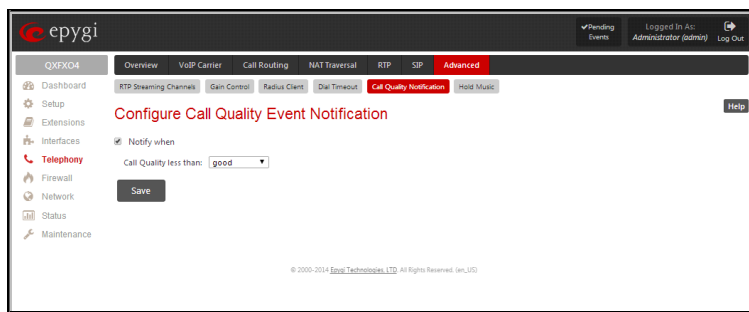 epygi
Pending Events
Logged In As:
Administrator (admin)
Log Out
QXFXO4
Overview VoIP Carrier Call Routing NAT Traversal RTP SIP Advanced
Dashboard
Setup
Extensions
Interfaces
Telephony
Firewall
Network
Status
Maintenance
RTP Streaming Channels Gain Control Radius Client Dial Timeout Call Quality Notification Hold Music
Help
Configure Call Quality Event Notification
Notify when
Call Quality less than: good
Save
© 2000-2014 Epygi Technologies, LTD. All Rights Reserved. (en_US)